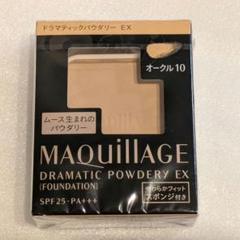 ドラマティックパウダリー EX
オークル10
ムース生まれの
パウダリー
MAQuillAGE
DRAMATIC POWDERY EX
[FOUNDATION]
SPF25·PA+++
やわらかフィット
スポンジ付き